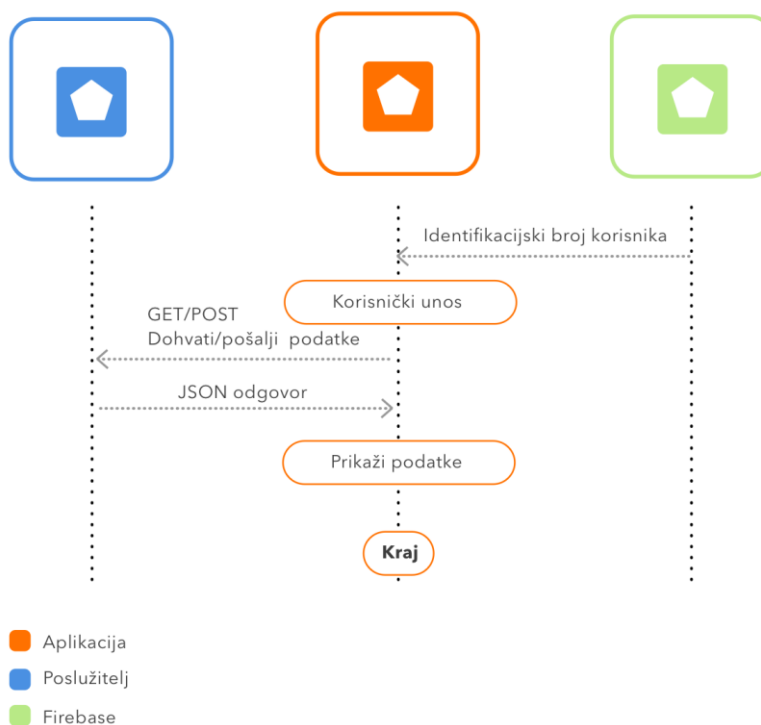 Identifikacijski broj korisnika
Korisnički unos
GET/POST
Dohvati/pošalji podatke
JSON odgovor
Prikaži podatke
Kraj
Aplikacija
Poslužitelj
Firebase